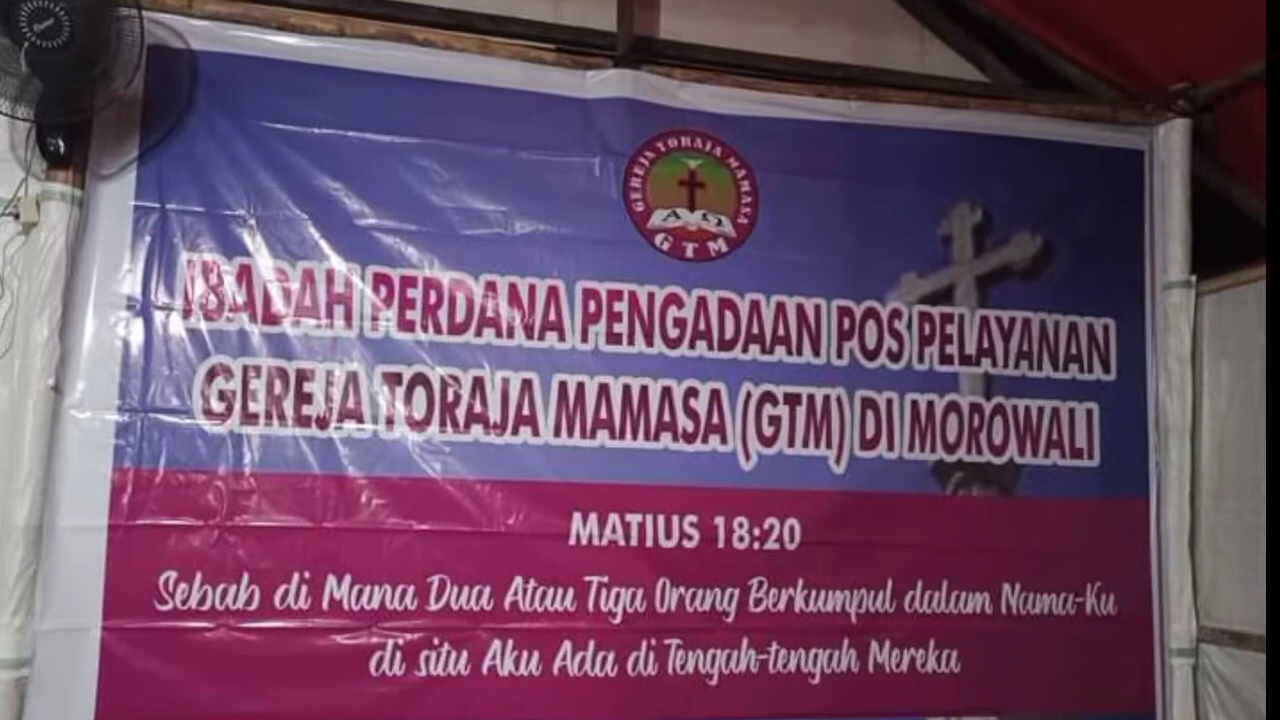 GEREJA TORAJA MAMASA
A Ω
GTM
IBADAH PERDANA PENGADAAN POS PELAYANAN
GEREJA TORAJA MAMASA (GTM) DI MOROWALI
MATIUS 18:20
Sebab di Mana Dua Atau Tiga Orang Berkumpul dalam Nama-Ku
di situ Aku Ada di Tengah-tengah Mereka